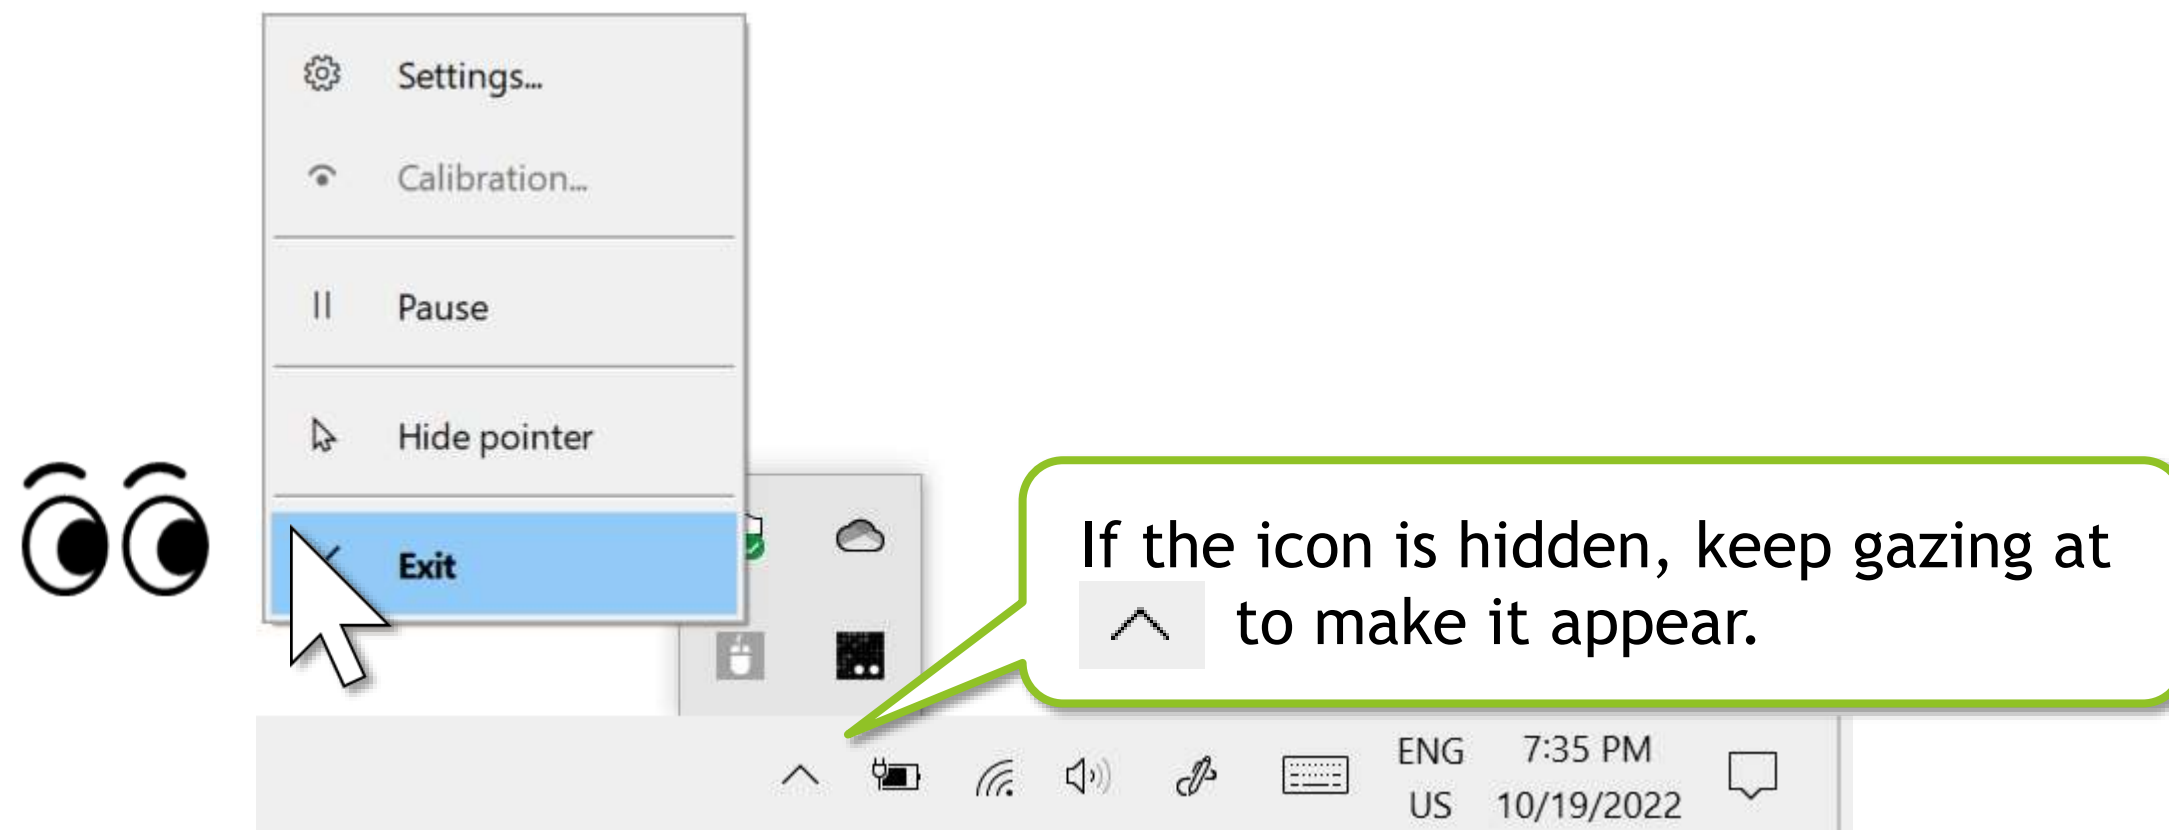 Settings...
Calibration...
Pause
Hide pointer
Exit
If the icon is hidden, keep gazing at
to make it appear.
ENG 7:35 PM
US 10/19/2022